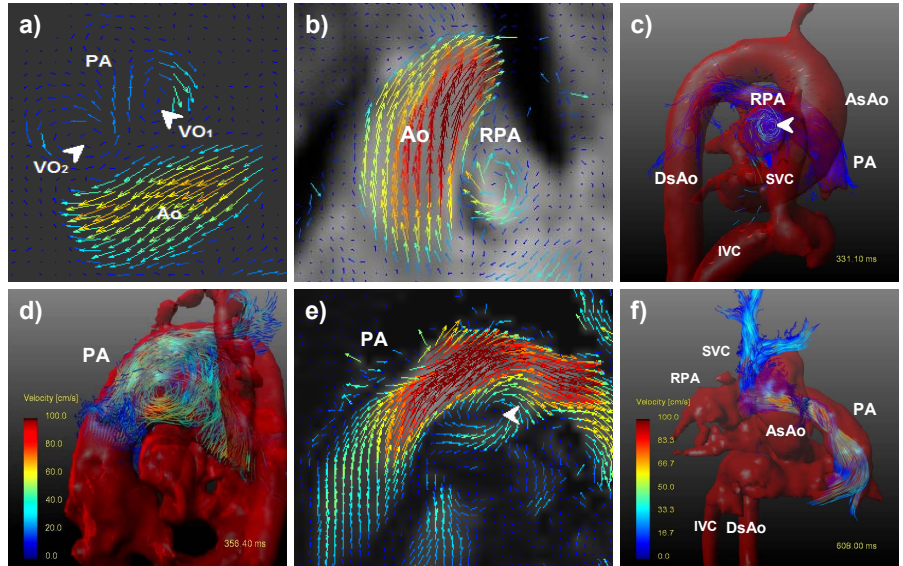 a)
PA
VO1
VO2
Ao
b)
Ao
RPA
c)
RPA
AsAo
PA
DsAo
SVC
IVC
331.10 ms
d)
PA
Velocity [cm/s]
100.0
80.0
60.0
40.0
20.0
0.0
356.40 ms
e)
PA
f)
SVC
RPA
PA
Velocity [cm/s]
100.0
83.3
66.7
50.0
33.3
16.7
0.0
AsAo
IVC
DsAo
609.00 ms